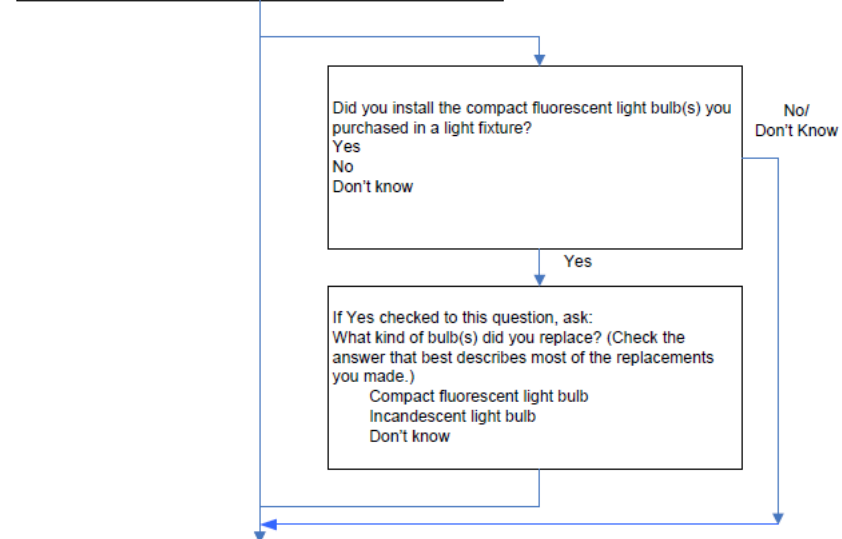 Did you install the compact fluorescent light bulb(s) you
purchased in a light fixture?
Yes
No
Don't know
No/
Don't Know
Yes
If Yes checked to this question, ask:
What kind of bulb(s) did you replace? (Check the
answer that best describes most of the replacements
you made.)
Compact fluorescent light bulb
Incandescent light bulb
Don't know